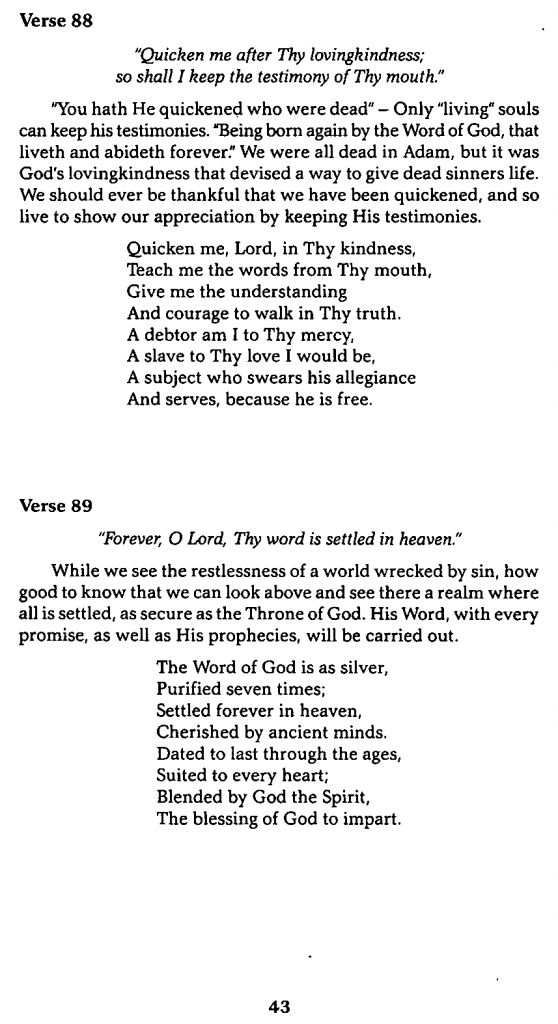 Verse 88
"Quicken me after Thy lovingkindness;
so shall I keep the testimony of Thy mouth."
"You hath He quickened who were dead" – Only "living" souls
can keep his testimonies. "Being born again by the Word of God, that
liveth and abideth forever." We were all dead in Adam, but it was
God's lovingkindness that devised a way to give dead sinners life.
We should ever be thankful that we have been quickened, and so
live to show our appreciation by keeping His testimonies.
Quicken me, Lord, in Thy kindness,
Teach me the words from Thy mouth,
Give me the understanding
And courage to walk in Thy truth.
A debtor am I to Thy mercy,
A slave to Thy love I would be,
A subject who swears his allegiance
And serves, because he is free.
Verse 89
"Forever, O Lord, Thy word is settled in heaven."
While we see the restlessness of a world wrecked by sin, how
good to know that we can look above and see there a realm where
all is settled, as secure as the Throne of God. His Word, with every
promise, as well as His prophecies, will be carried out.
The Word of God is as silver,
Purified seven times;
Settled forever in heaven,
Cherished by ancient minds.
Dated to last through the ages,
Suited to every heart;
Blended by God the Spirit,
The blessing of God to impart.
43